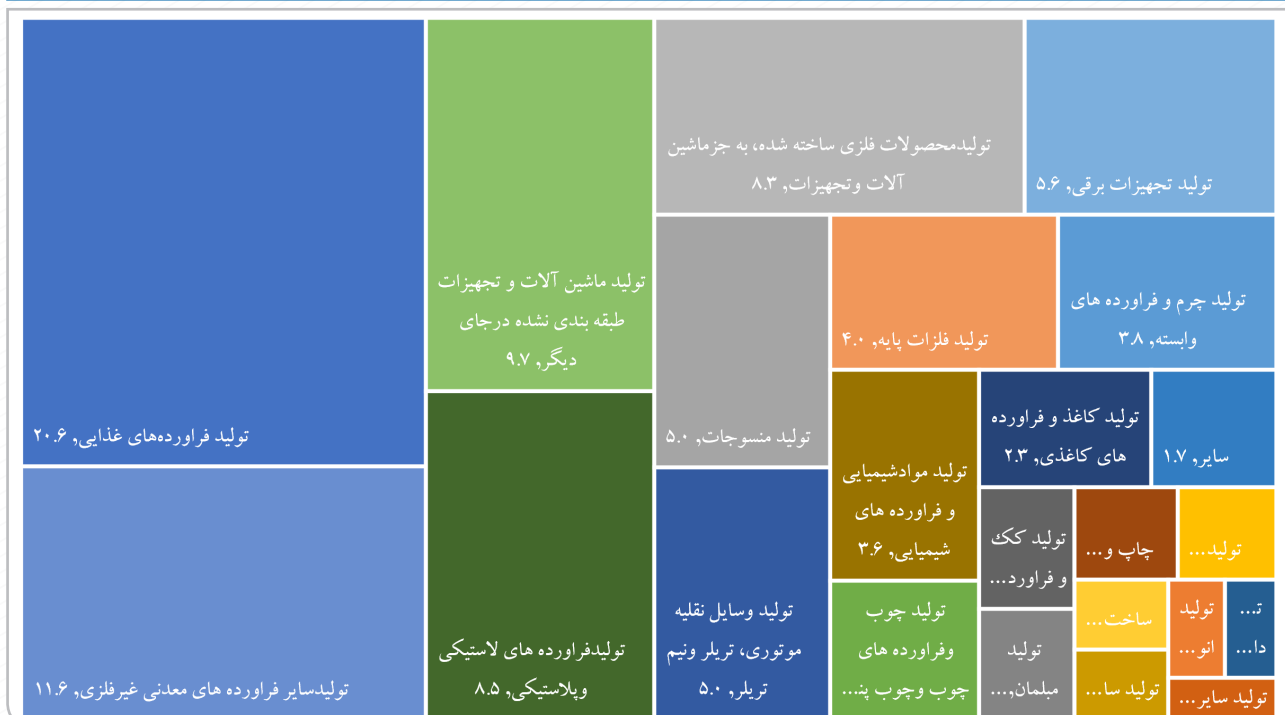 تولید فراورده‌های غذایی, ۲۰.۶
تولیدسایر فراورده های معدنی غیرفلزی, ۱۱.۶
تولید ماشین آلات و تجهیزات
طبقه بندی نشده درجای
دیگر, ۹.۷
تولیدفراورده های لاستیکی
وپلاستیکی, ۸.۵
تولیدمحصولات فلزی ساخته شده، به جزماشین
آلات وتجهیزات, ۸.۳
تولید تجهیزات برقی, ۵.۶
تولید منسوجات, ۵.۰
تولید وسایل نقلیه
موتوری، تریلر ونیم
تریلر, ۵.۰
تولید فلزات پایه, ۴.۰
تولید چرم و فراورده های
وابسته, ۳.۸
تولید موادشیمیایی
و فراورده های
شیمیایی, ۳.۶
تولید چوب
وفراورده های
چوب وچوب پن...
تولید کاغذ و فراورده
های کاغذی, ۲.۳
سایر, ۱.۷
تولید کک
و فراورد...
تولید
مبلمان,...
چاپ و...
تولید...
ساخت...
تولید سا...
تولید
انو...
ت...
دا...
تولید سایر...